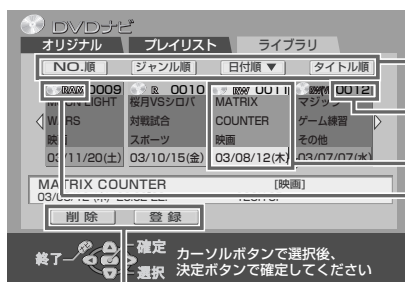 DVDナビ
オリジナル プレイリスト ライブラリ
NO.順 ジャンル順 日付順 ▼ タイトル順
RAM 0009 R 0010 RW 0011 0012
LIGHT 桜月VSシロバ MATRIX マジック
WARS 対戦試合 COUNTER ゲーム練習
映画 スポーツ 映画 その他
03/11/20(土) 03/10/15(金) 03/08/12(木) 03/07/07(水)
MATRIX COUNTER [映画]
削除 登録
終了 確定 選択
カーソルボタンで選択後、
決定ボタンで確定してください